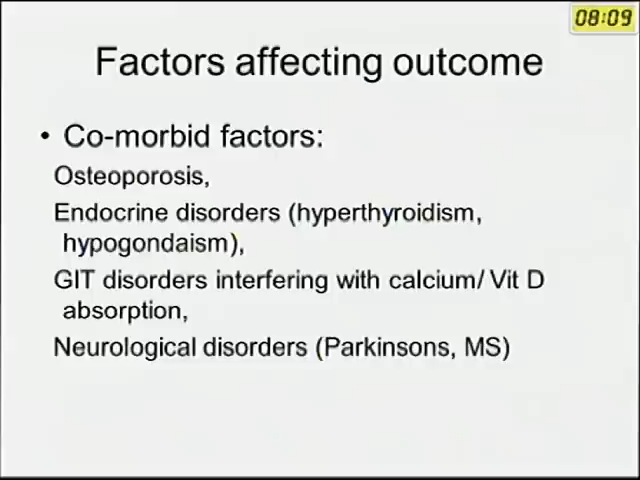 08:09
Factors affecting outcome
• Co-morbid factors:
Osteoporosis,
Endocrine disorders (hyperthyroidism,
hypogondaism),
GIT disorders interfering with calcium/ Vit D
absorption,
Neurological disorders (Parkinsons, MS)